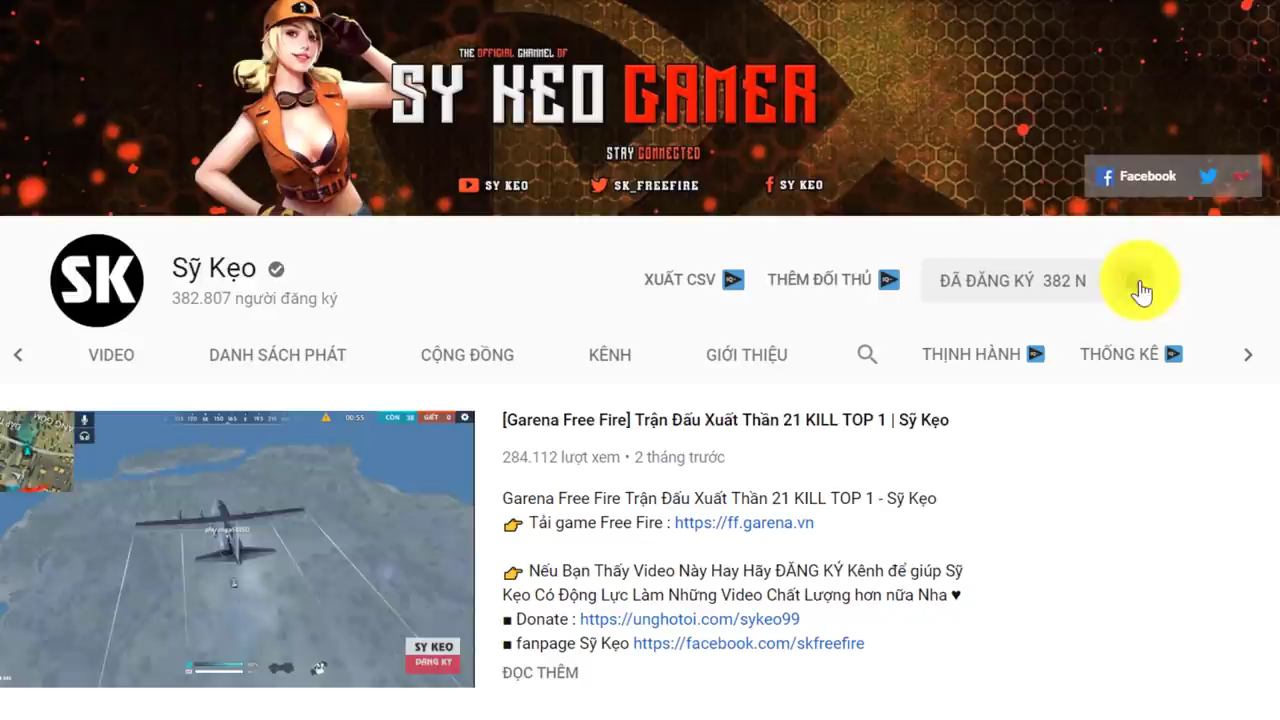 THE OFFICIAL CHANNEL OF
SY KEO GAMER
STAY CONNECTED
SY KEO
SK_FREEFIRE
SY KEO
Facebook
SK
Sỹ Kẹo
382.807 người đăng ký
XUẤT CSV
THÊM ĐỐI THỦ
ĐÃ ĐĂNG KÝ 382 N
VIDEO
DANH SÁCH PHÁT
CỘNG ĐỒNG
KÊNH
GIỚI THIỆU
THỊNH HÀNH
THỐNG KÊ
00:55
CÒN 38
GIẾT 0
SY KEO
ĐĂNG KÝ
[Garena Free Fire] Trận Đấu Xuất Thần 21 KILL TOP 1 | Sỹ Kẹo
284.112 lượt xem • 2 tháng trước
Garena Free Fire Trận Đấu Xuất Thần 21 KILL TOP 1 - Sỹ Kẹo
👉 Tải game Free Fire : https://ff.garena.vn
👉 Nếu Bạn Thấy Video Này Hay Hãy ĐĂNG KÝ Kênh để giúp Sỹ
Kẹo Có Động Lực Làm Những Video Chất Lượng hơn nữa Nha ♥
■ Donate : https://unghotoi.com/sykeo99
■ fanpage Sỹ Kẹo https://facebook.com/skfreefire
ĐỌC THÊM